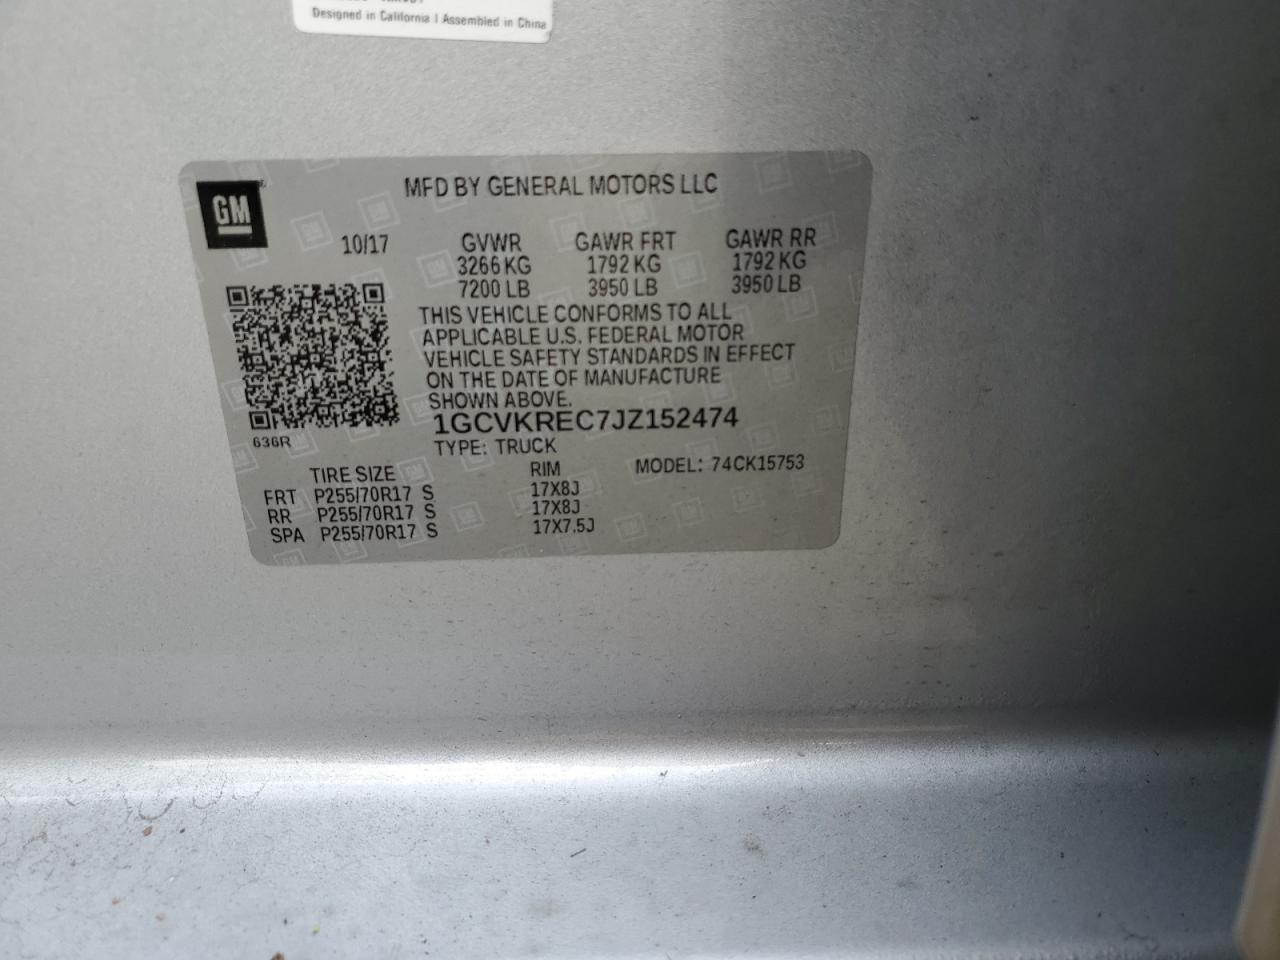 Designed in California | Assembled in China
GM
MFD BY GENERAL MOTORS LLC
10/17 GVWR GAWR FRT GAWR RR
3266 KG 1792 KG 1792 KG
7200 LB 3950 LB 3950 LB
THIS VEHICLE CONFORMS TO ALL
APPLICABLE U.S. FEDERAL MOTOR
VEHICLE SAFETY STANDARDS IN EFFECT
ON THE DATE OF MANUFACTURE
SHOWN ABOVE.
1GCVKREC7JZ152474
636R
TYPE: TRUCK
TIRE SIZE RIM MODEL: 74CK15753
FRT P255/70R17 S 17X8J
RR P255/70R17 S 17X8J
SPA P255/70R17 S 17X7.5J